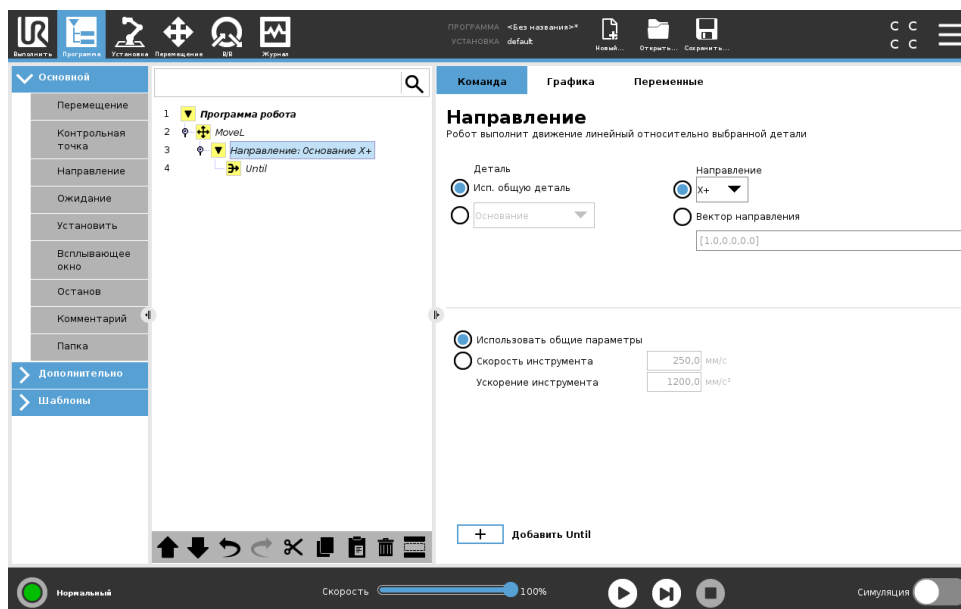 ПРОГРАММА <Без названия>*
УСТАНОВКА default
Выполнить Программа Установка Перемещение В/В Журнал
Новый... Открыть... Сохранить...
C C
C C
Основной
Перемещение
Контрольная
точка
Направление
Ожидание
Установить
Всплывающее
окно
Останов
Комментарий
Папка
Дополнительно
Шаблоны
1 Программа робота
2 MoveL
3 Направление: Основание X+
4 Until
Команда Графика Переменные
Направление
Робот выполнит движение линейный относительно выбранной детали
Деталь
Исп. общую деталь
Основание
Направление
X+
Вектор направления
[1.0,0.0,0.0]
Использовать общие параметры
Скорость инструмента 250,0 мм/с
Ускорение инструмента 1200,0 мм/с²
+ Добавить Until
Нормальный
Скорость 100%
Симуляция